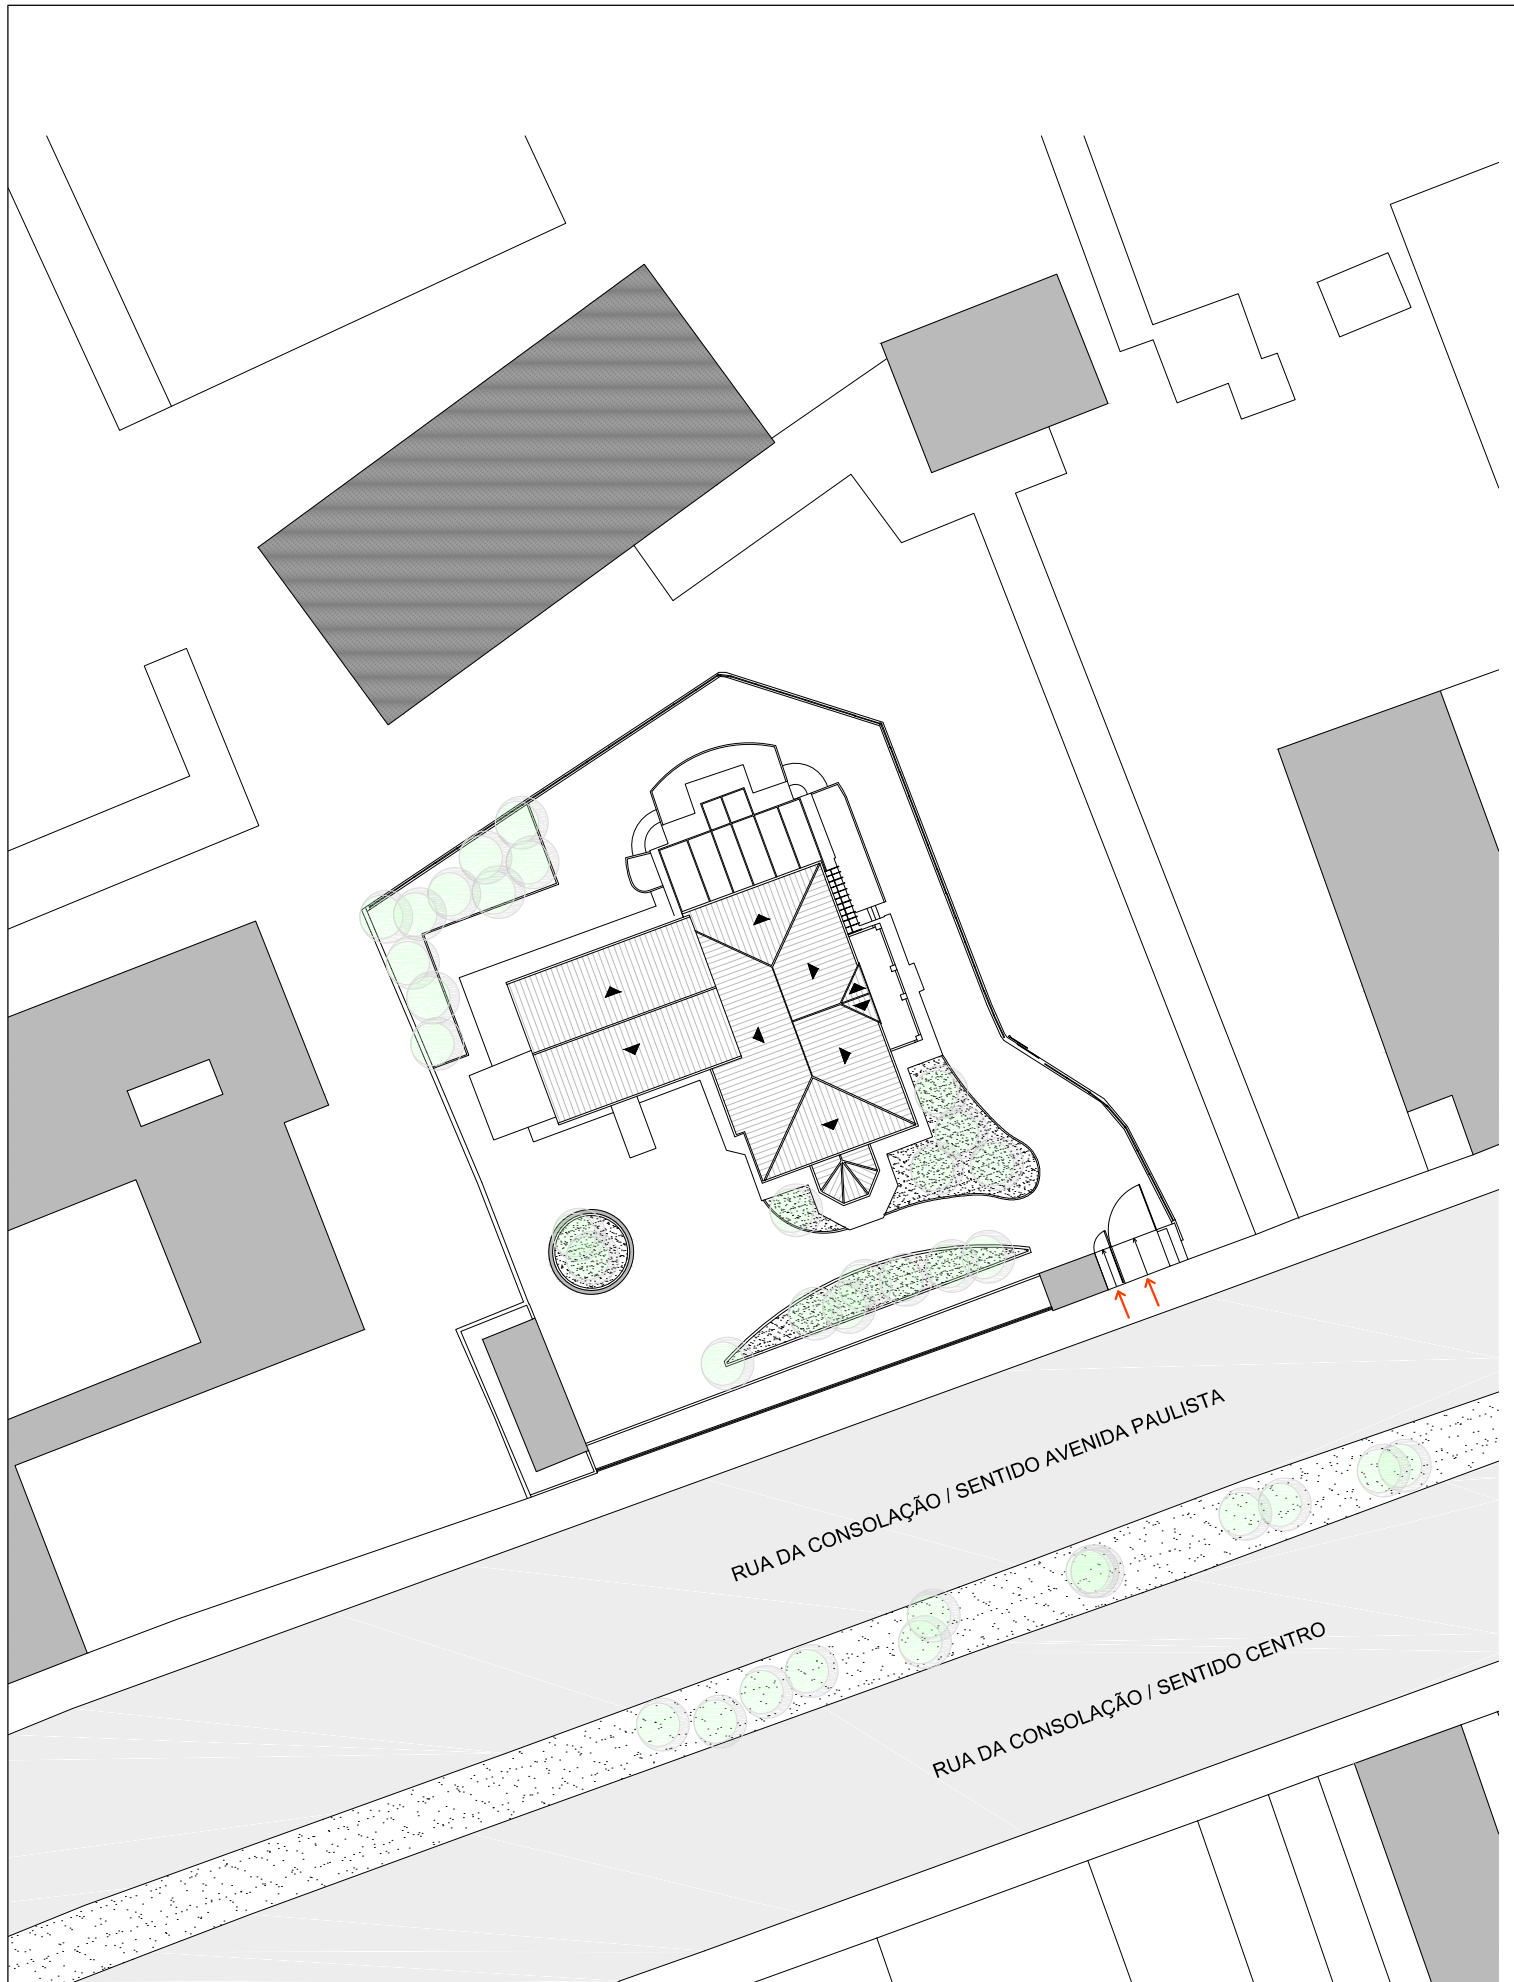 RUA DA CONSOLAÇÃO / SENTIDO AVENIDA PAULISTA
RUA DA CONSOLAÇÃO / SENTIDO CENTRO